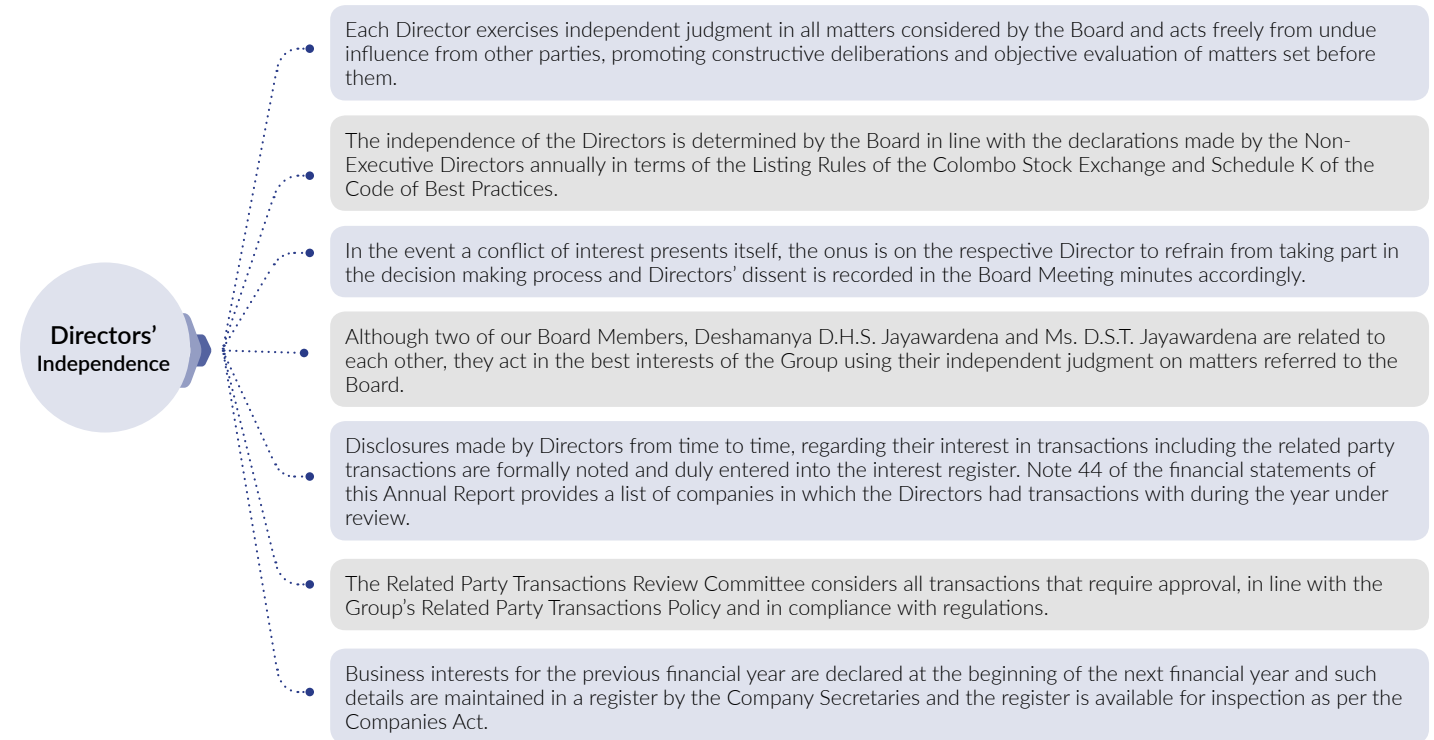 Directors’
Independence
Each Director exercises independent judgment in all matters considered by the Board and acts freely from undue
influence from other parties, promoting constructive deliberations and objective evaluation of matters set before
them.
The independence of the Directors is determined by the Board in line with the declarations made by the Non-
Executive Directors annually in terms of the Listing Rules of the Colombo Stock Exchange and Schedule K of the
Code of Best Practices.
In the event a conflict of interest presents itself, the onus is on the respective Director to refrain from taking part in
the decision making process and Directors’ dissent is recorded in the Board Meeting minutes accordingly.
Although two of our Board Members, Deshamanya D.H.S. Jayawardena and Ms. D.S.T. Jayawardena are related to
each other, they act in the best interests of the Group using their independent judgment on matters referred to the
Board.
Disclosures made by Directors from time to time, regarding their interest in transactions including the related party
transactions are formally noted and duly entered into the interest register. Note 44 of the financial statements of
this Annual Report provides a list of companies in which the Directors had transactions with during the year under
review.
The Related Party Transactions Review Committee considers all transactions that require approval, in line with the
Group’s Related Party Transactions Policy and in compliance with regulations.
Business interests for the previous financial year are declared at the beginning of the next financial year and such
details are maintained in a register by the Company Secretaries and the register is available for inspection as per the
Companies Act.